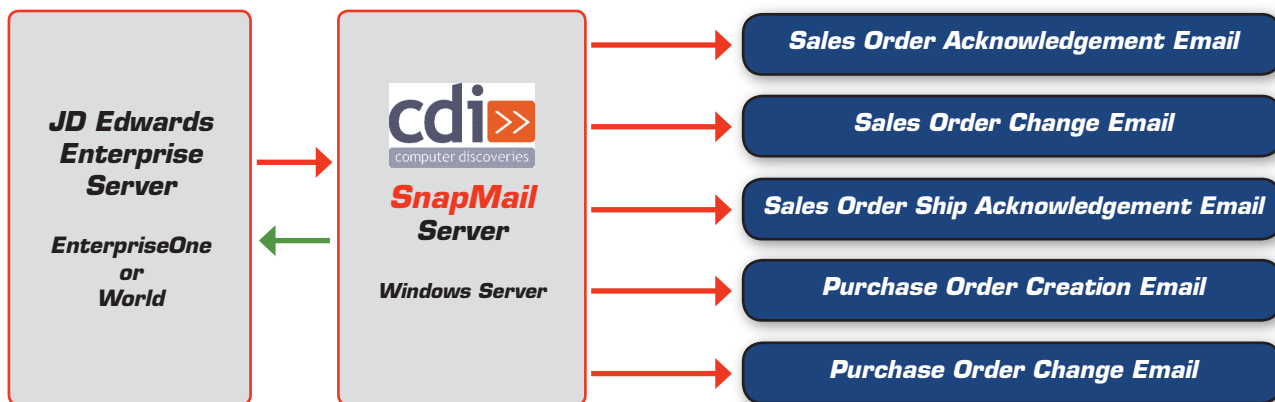 JD Edwards
Enterprise
Server
EnterpriseOne
or
World
cdi >>
computer discoveries
SnapMail
Server
Windows Server
Sales Order Acknowledgement Email
Sales Order Change Email
Sales Order Ship Acknowledgement Email
Purchase Order Creation Email
Purchase Order Change Email